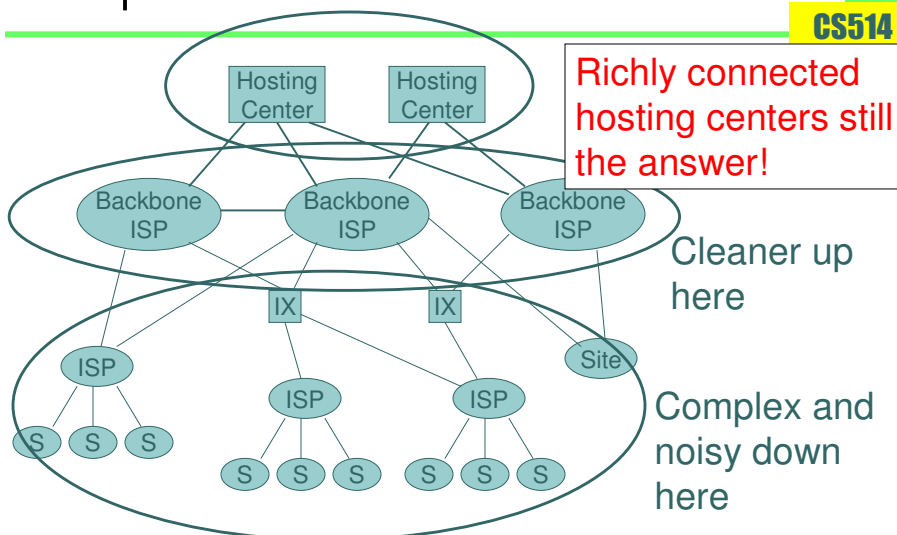 CS514
Hosting
Center
Hosting
Center
Richly connected
hosting centers still
the answer!
Backbone
ISP
Backbone
ISP
Backbone
ISP
Cleaner up
here
IX
IX
ISP
Site
ISP
ISP
Complex and
noisy down
here
S S S
S S S
S S S